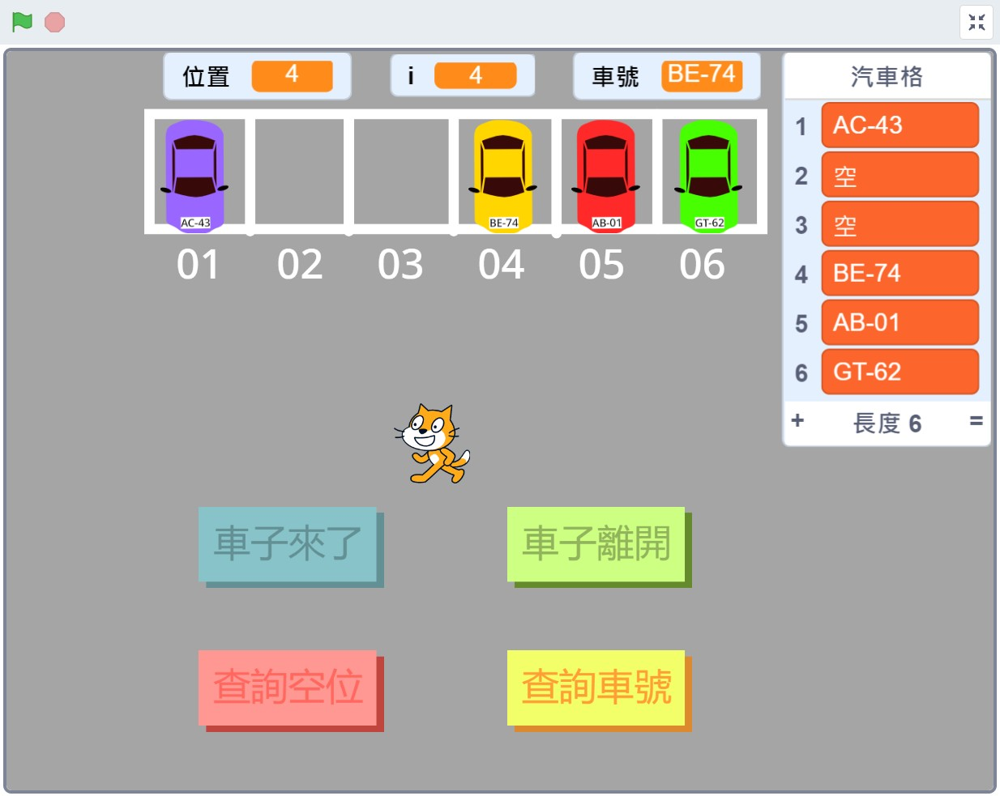 位置 4
i 4
車號 BE-74
汽車格
1 AC-43
2 空
3 空
4 BE-74
5 AB-01
6 GT-62
+ 長度 6 =
AC-43
BE-74
AB-01
GT-62
01 02 03 04 05 06
車子來了
車子離開
查詢空位
查詢車號